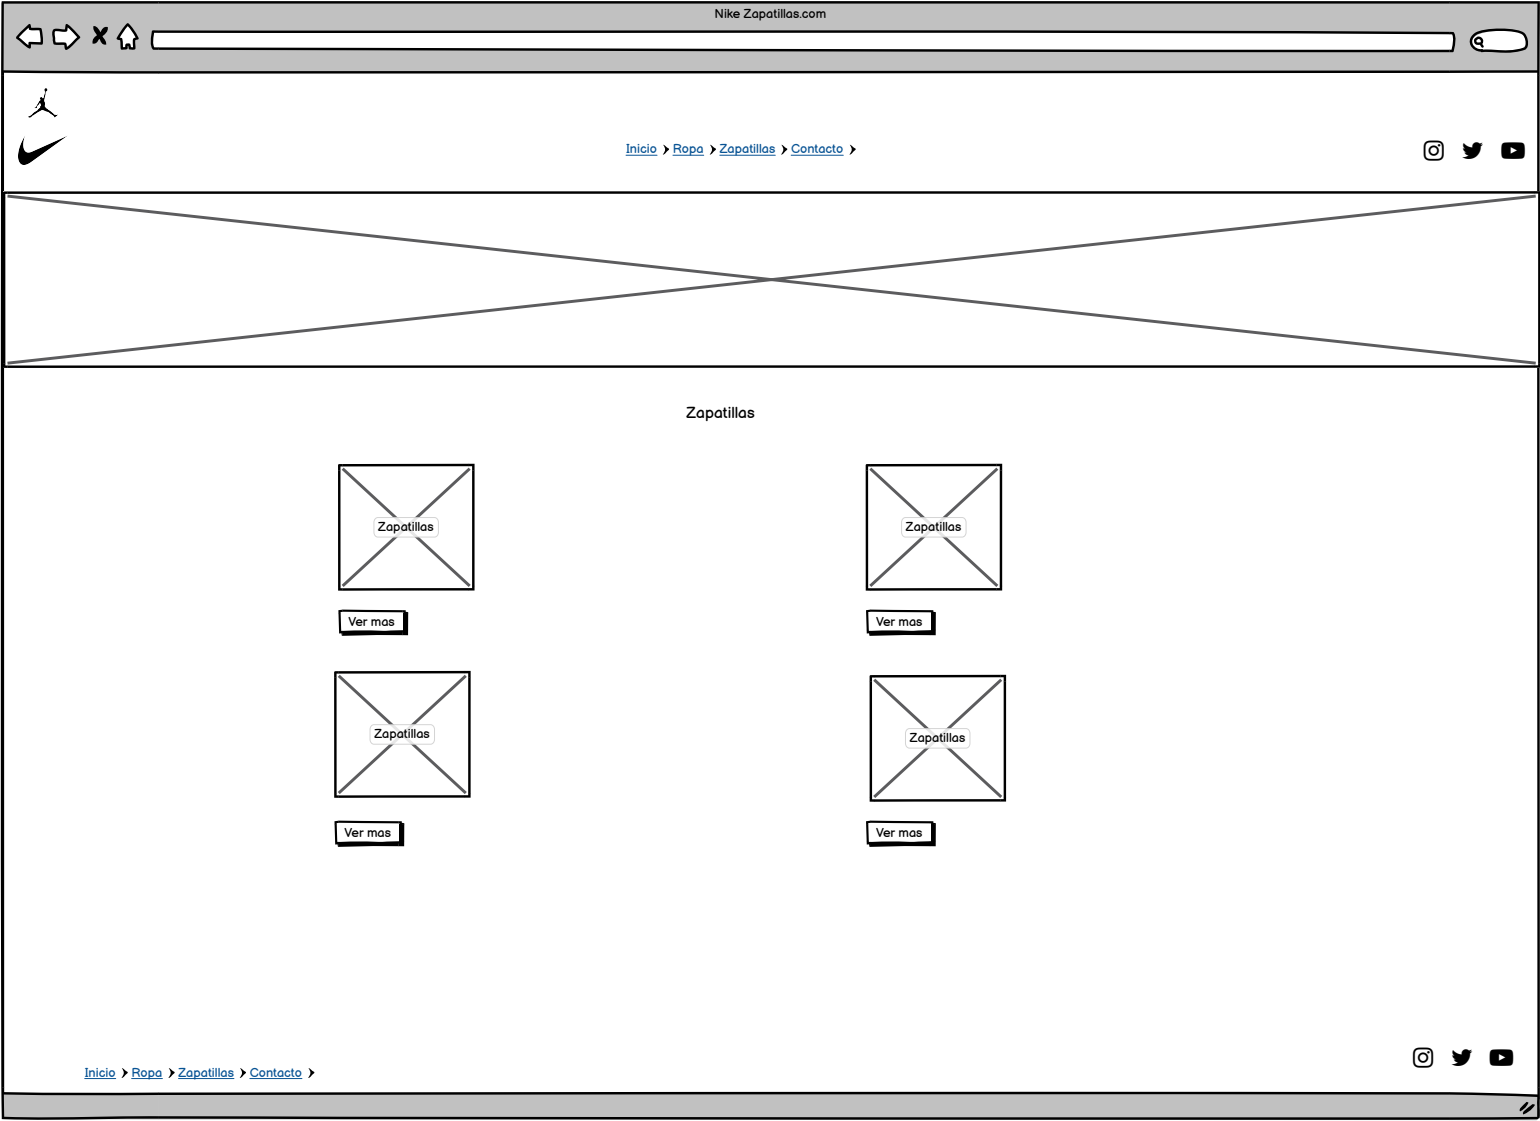 Nike Zapatillas.com
Inicio Ropa Zapatillas Contacto
Zapatillas
Zapatillas Zapatillas
Ver mas Ver mas
Zapatillas Zapatillas
Ver mas Ver mas
Inicio Ropa Zapatillas Contacto